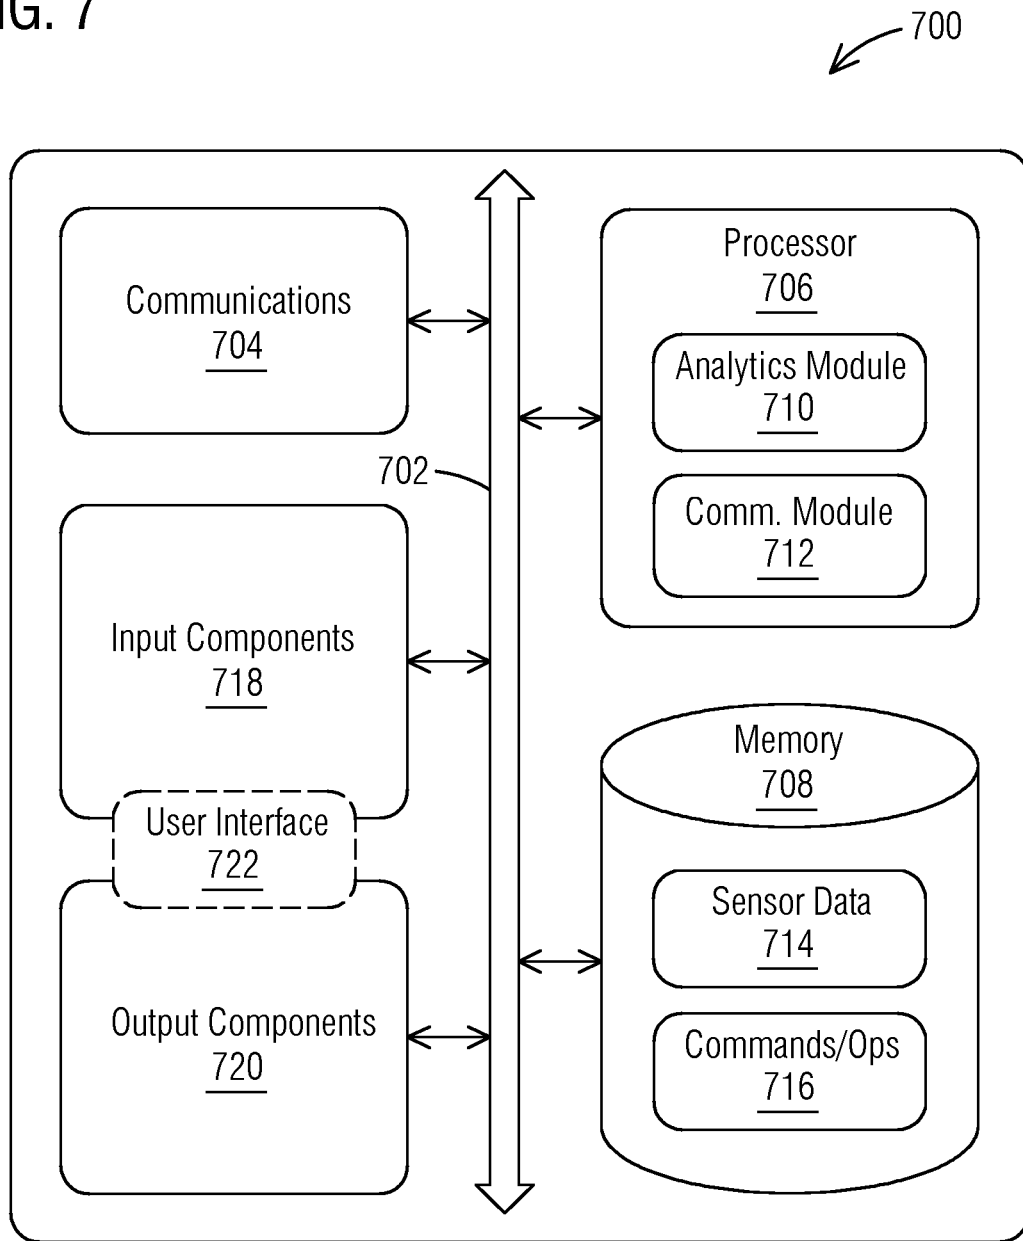 FIG. 7
700
Communications
704
702
Input Components
718
User Interface
722
Output Components
720
Processor
706
Analytics Module
710
Comm. Module
712
Memory
708
Sensor Data
714
Commands/Ops
716